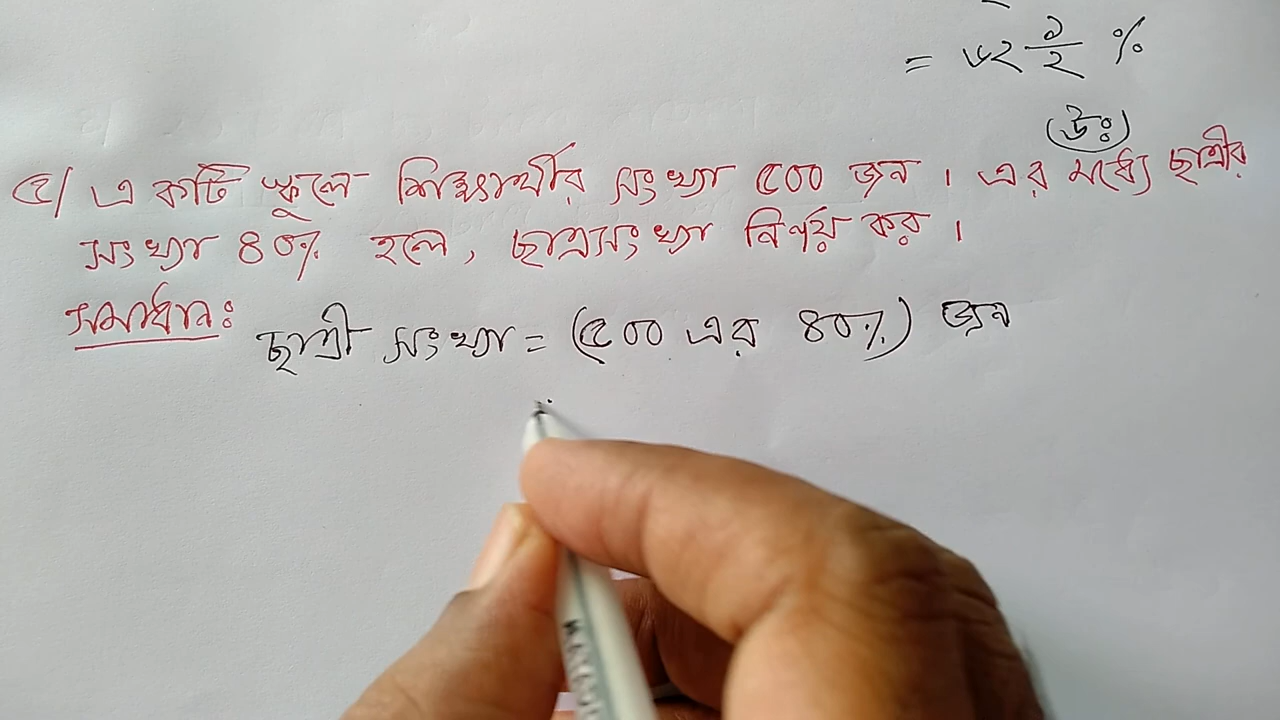 = ৬২ ১/২ %
(উঃ)
৫/ একটি স্কুলে শিক্ষার্থীর সংখ্যা ৫০০ জন । এর মধ্যে ছাত্রীর
সংখ্যা ৪০% হলে, ছাত্রসংখ্যা নির্ণয় কর ।
সমাধানঃ
ছাত্রী সংখ্যা = (৫০০ এর ৪০%) জন